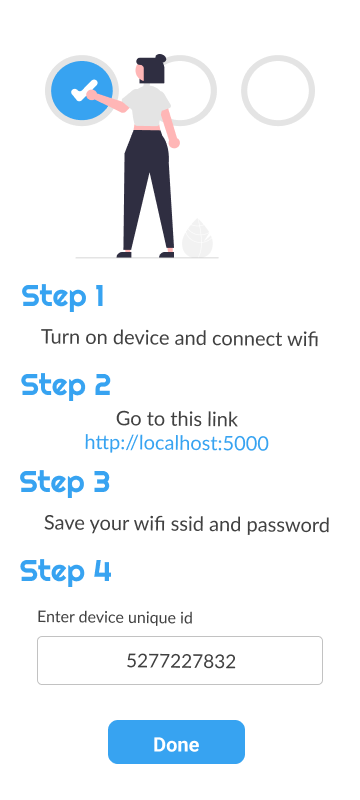 Step 1
Turn on device and connect wifi
Step 2
Go to this link
http://localhost:5000
Step 3
Save your wifi ssid and password
Step 4
Enter device unique id
5277227832
Done